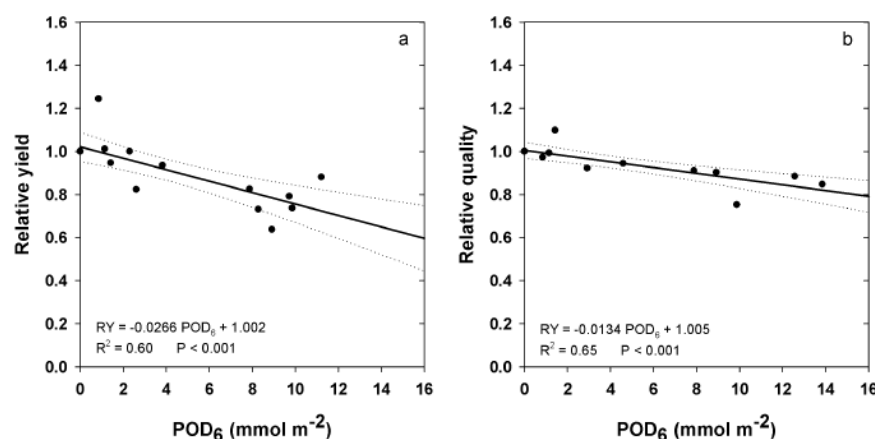 a
1.6
1.4
1.2
1.0
0.8
0.6
0.4
0.2
0.0
Relative yield
RY = -0.0266 POD₆ + 1.002
R² = 0.60 P < 0.001
0 2 4 6 8 10 12 14 16
POD₆ (mmol m⁻²)
b
1.6
1.4
1.2
1.0
0.8
0.6
0.4
0.2
0.0
Relative quality
RY = -0.0134 POD₆ + 1.005
R² = 0.65 P < 0.001
0 2 4 6 8 10 12 14 16
POD₆ (mmol m⁻²)